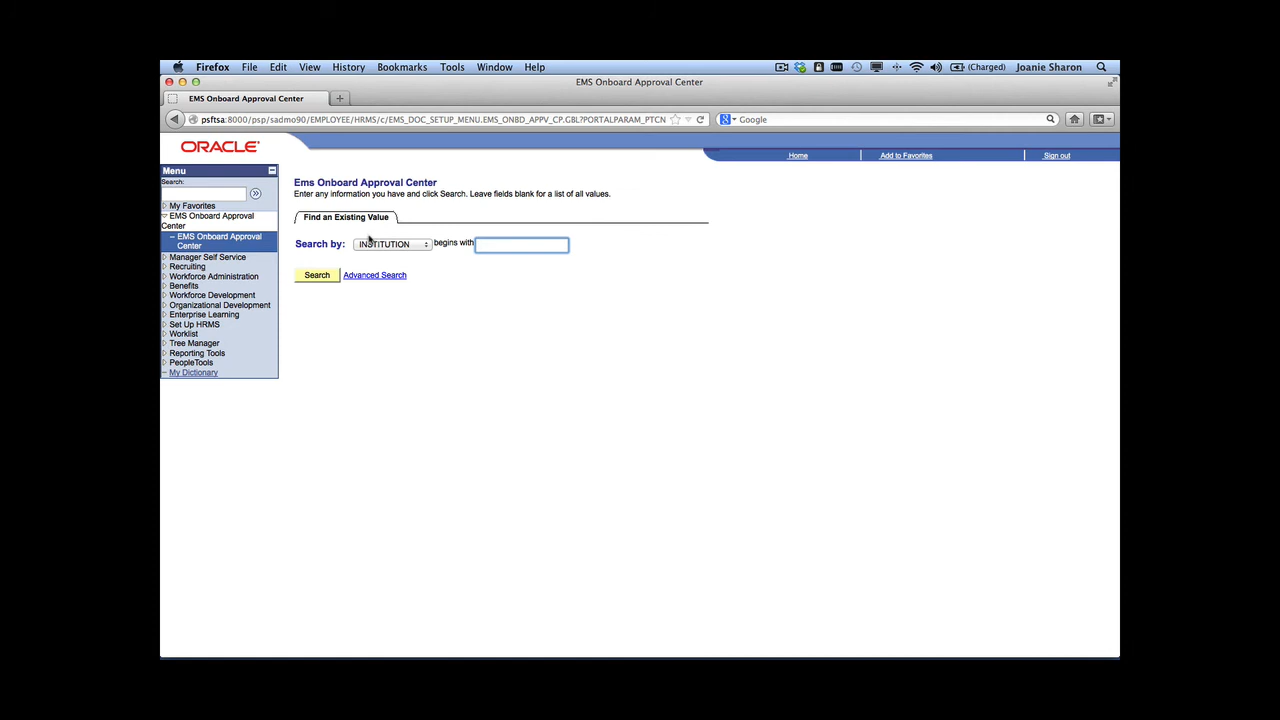 Firefox File Edit View History Bookmarks Tools Window Help (Charged) Joanie Sharon
EMS Onboard Approval Center
EMS Onboard Approval Center
psftsa:8000/psp/sadmo90/EMPLOYEE/HRMS/c/EMS_DOC_SETUP_MENU.EMS_ONBD_APPV_CP.GBL?PORTALPARAM_PTCN Google
ORACLE
Home Add to Favorites Sign out
Menu
Search:
My Favorites
EMS Onboard Approval
Center
EMS Onboard Approval
Center
Manager Self Service
Recruiting
Workforce Administration
Benefits
Workforce Development
Organizational Development
Enterprise Learning
Set Up HRMS
Worklist
Tree Manager
Reporting Tools
PeopleTools
My Dictionary
Ems Onboard Approval Center
Enter any information you have and click Search. Leave fields blank for a list of all values.
Find an Existing Value
Search by: INSTITUTION begins with
Search Advanced Search